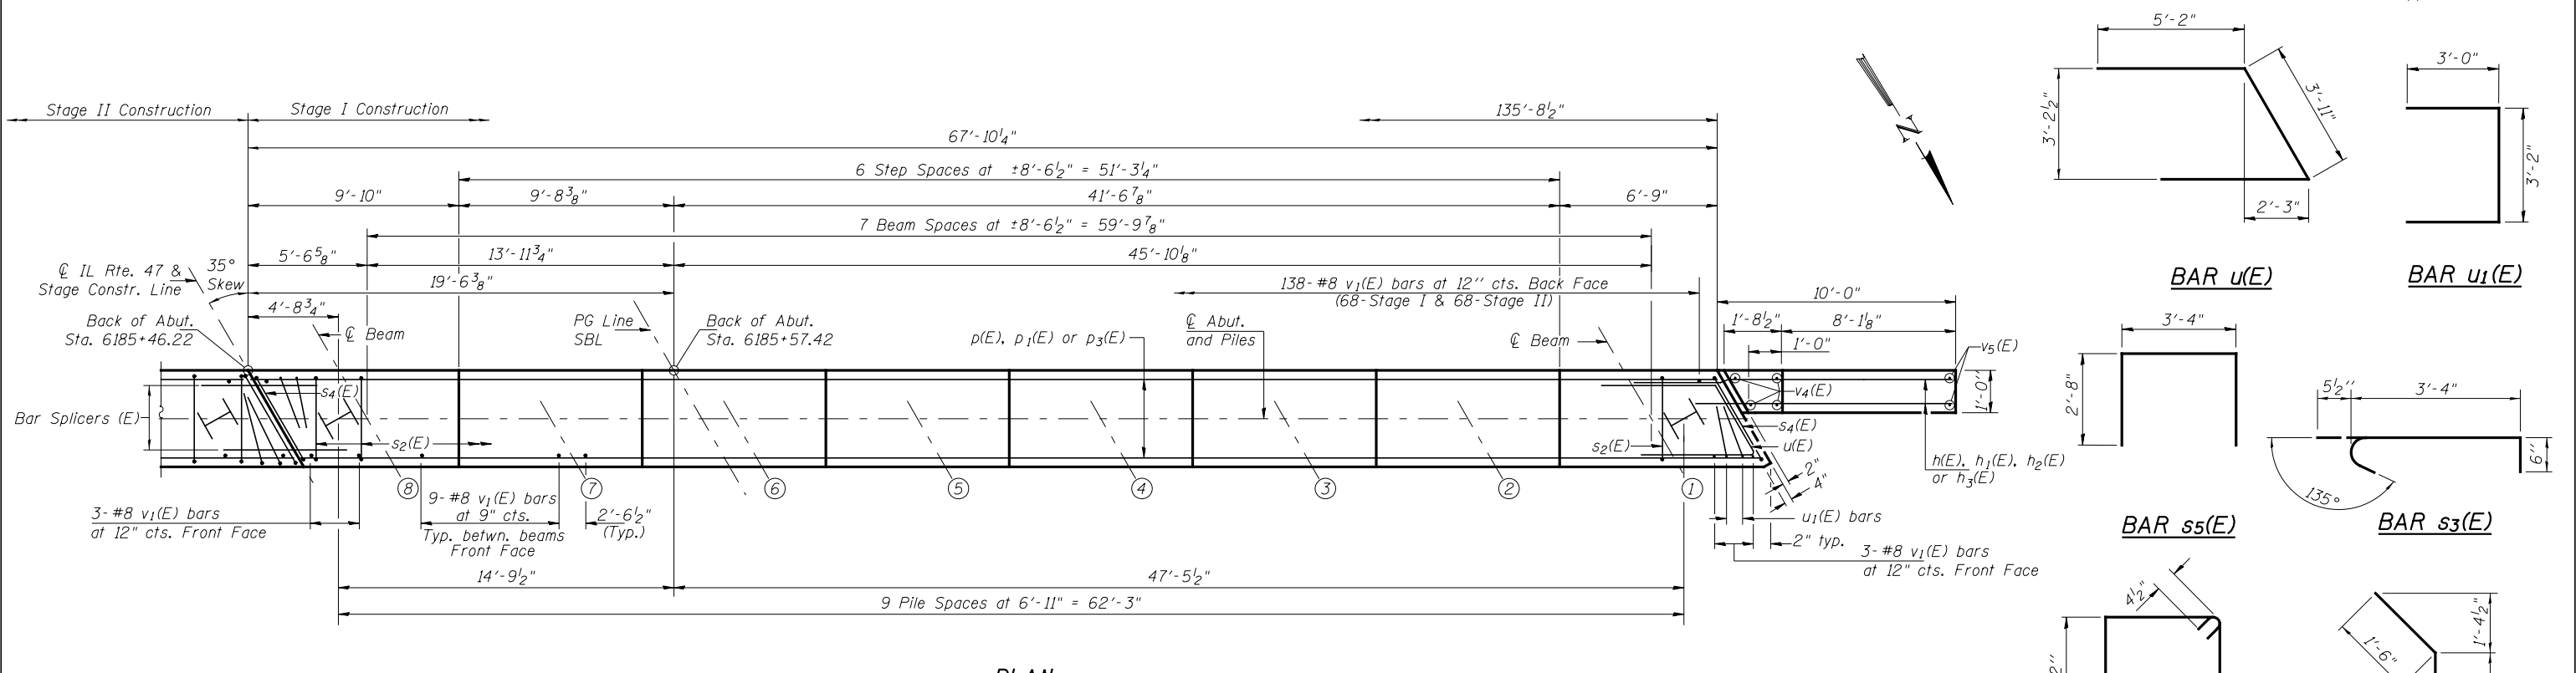 Stage II Construction
Stage I Construction
135'-8½"
67'-10¼"
6 Step Spaces at ±8'-6½" = 51'-3¼"
9'-10"
9'-8⅜"
41'-6⅞"
6'-9"
7 Beam Spaces at ±8'-6½" = 59'-9⅞"
5'-6⅝"
13'-11¾"
45'-10⅛"
℄ IL Rte. 47 &
Stage Constr. Line
35°
Skew
19'-6⅜"
138-#8 v1(E) bars at 12" cts. Back Face
(68-Stage I & 68-Stage II)
10'-0"
4'-8¾"
Back of Abut.
Sta. 6185+46.22
℄ Beam
PG Line
SBL
Back of Abut.
Sta. 6185+57.42
p(E), p1(E) or p3(E)
℄ Abut.
and Piles
℄ Beam
1'-8½"
8'-1⅛"
1'-0"
v5(E)
Bar Splicers (E)
s4(E)
s2(E)
v4(E)
1'-0"
s4(E)
s2(E)
u(E)
h(E), h1(E), h2(E)
or h3(E)
2"
4"
8
7
6
5
4
3
2
1
3-#8 v1(E) bars
at 12" cts. Front Face
9-#8 v1(E) bars
at 9" cts.
Typ. betwn. beams
Front Face
2'-6½"
(Typ.)
u1(E) bars
2" typ.
3-#8 v1(E) bars
at 12" cts. Front Face
14'-9½"
47'-5½"
9 Pile Spaces at 6'-11" = 62'-3"
N
5'-2"
3'-2½"
3'-11"
2'-3"
BAR u(E)
3'-0"
3'-2"
BAR u1(E)
3'-4"
2'-8"
BAR s5(E)
5½"
3'-4"
6"
135°
BAR s3(E)
4½"
2"
1'-4½"
1'-6"
PLAN